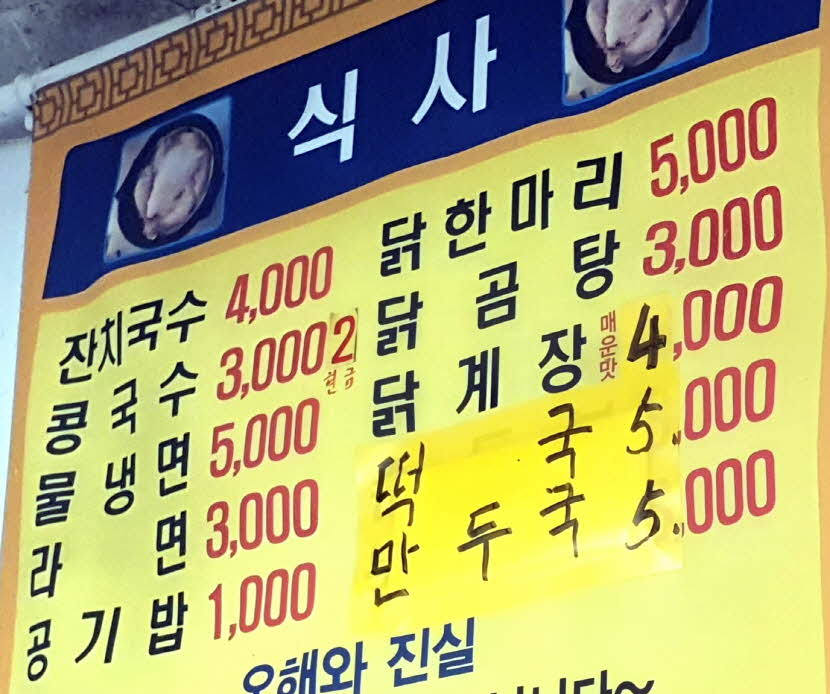 식사
잔치국수 4,000
콩국수 3,000 2
현금
물냉면 5,000
라면 3,000
공기밥 1,000
닭한마리 5,000
닭곰탕 3,000
닭계장 매운맛 4,000
떡국 5,000
만두국 5,000
오해와 진실